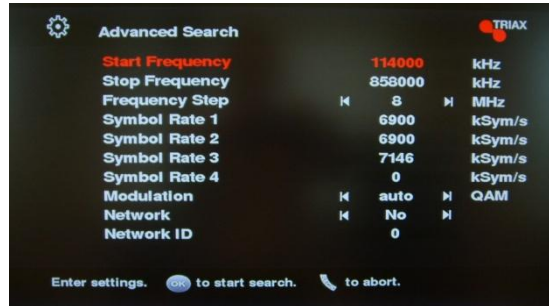 Advanced Search
TRIAX
Start Frequency 114000 kHz
Stop Frequency 858000 kHz
Frequency Step 8 MHz
Symbol Rate 1 6900 kSym/s
Symbol Rate 2 6900 kSym/s
Symbol Rate 3 7146 kSym/s
Symbol Rate 4 0 kSym/s
Modulation auto QAM
Network No
Network ID 0
Enter settings. OK to start search. to abort.